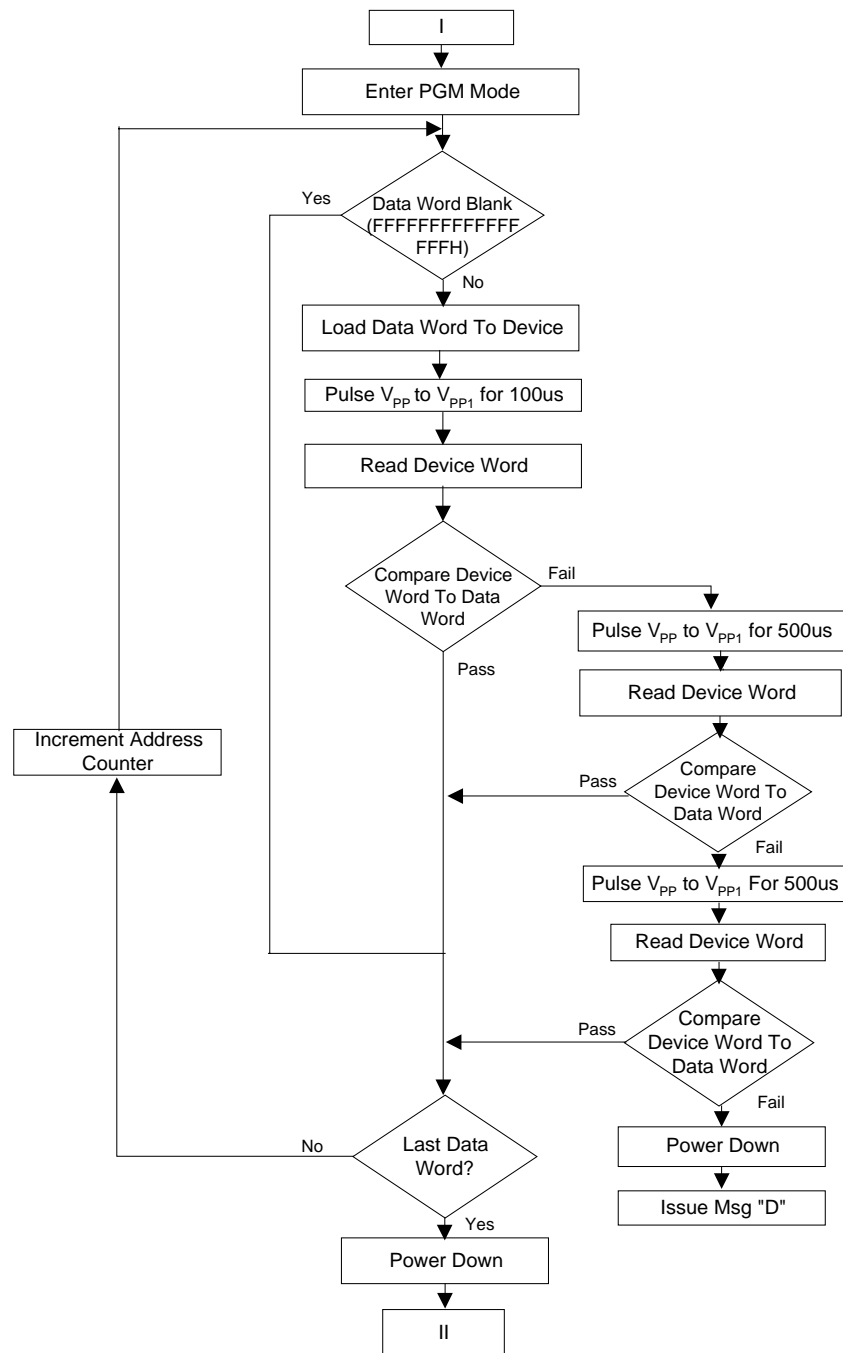 I
Enter PGM Mode
Yes
Data Word Blank
(FFFFFFFFFFFFF
FFFH)
No
Load Data Word To Device
Pulse VPP to VPP1 for 100us
Read Device Word
Compare Device
Word To Data
Word
Fail
Pass
Pulse VPP to VPP1 for 500us
Read Device Word
Increment Address
Counter
Compare
Device Word To
Data Word
Pass
Fail
Pulse VPP to VPP1 For 500us
Read Device Word
Compare
Device Word To
Data Word
Pass
Fail
Power Down
Issue Msg "D"
Last Data
Word?
No
Yes
Power Down
II